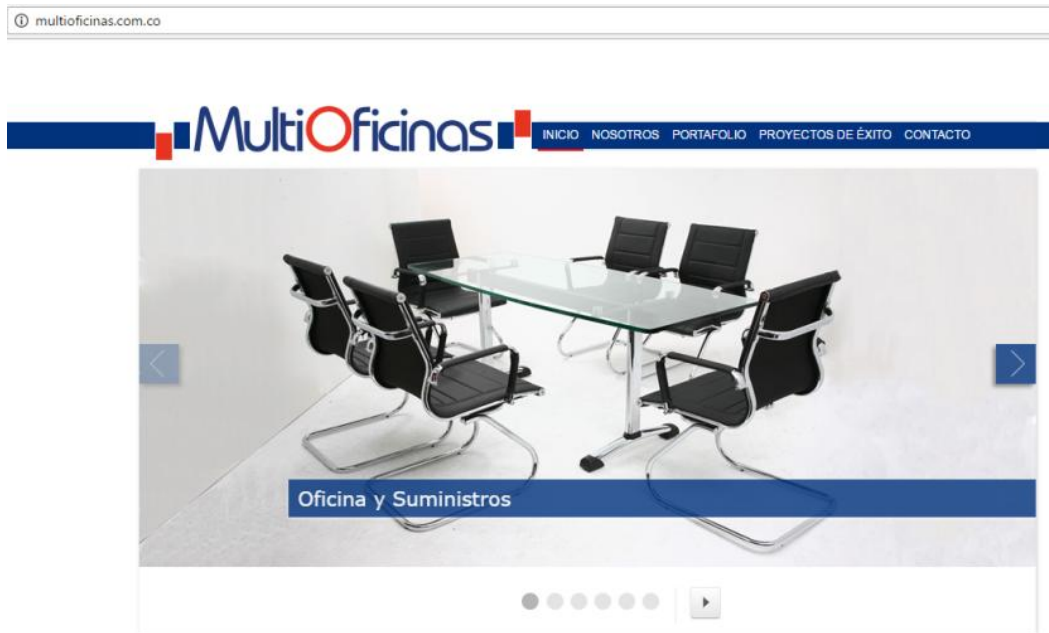 multioficinas.com.co
MultiOficinas
INICIO NOSOTROS PORTAFOLIO PROYECTOS DE ÉXITO CONTACTO
Oficina y Suministros